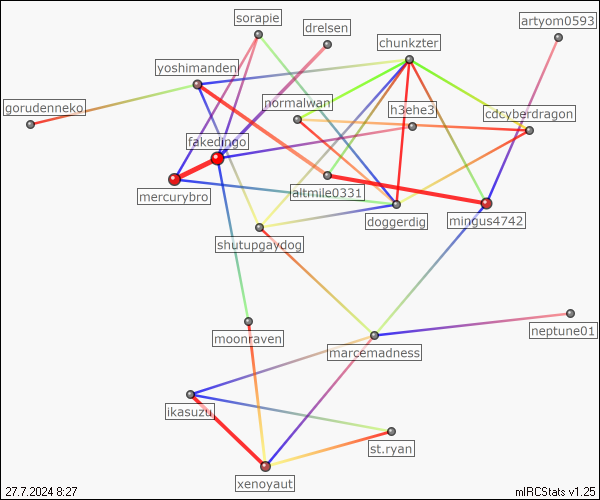 sorapie
drelsen
artyom0593
chunkzter
yoshimanden
gorudenneko
normalwan
h3ehe3
cdcyberdragon
fakedingo
mercurybro
altmile0331
doggerdig
mingus4742
shutupgaydog
moonraven
marcemadness
neptune01
ikasuzu
st.ryan
xenoyaut
27.7.2024 8:27
mIRCStats v1.25